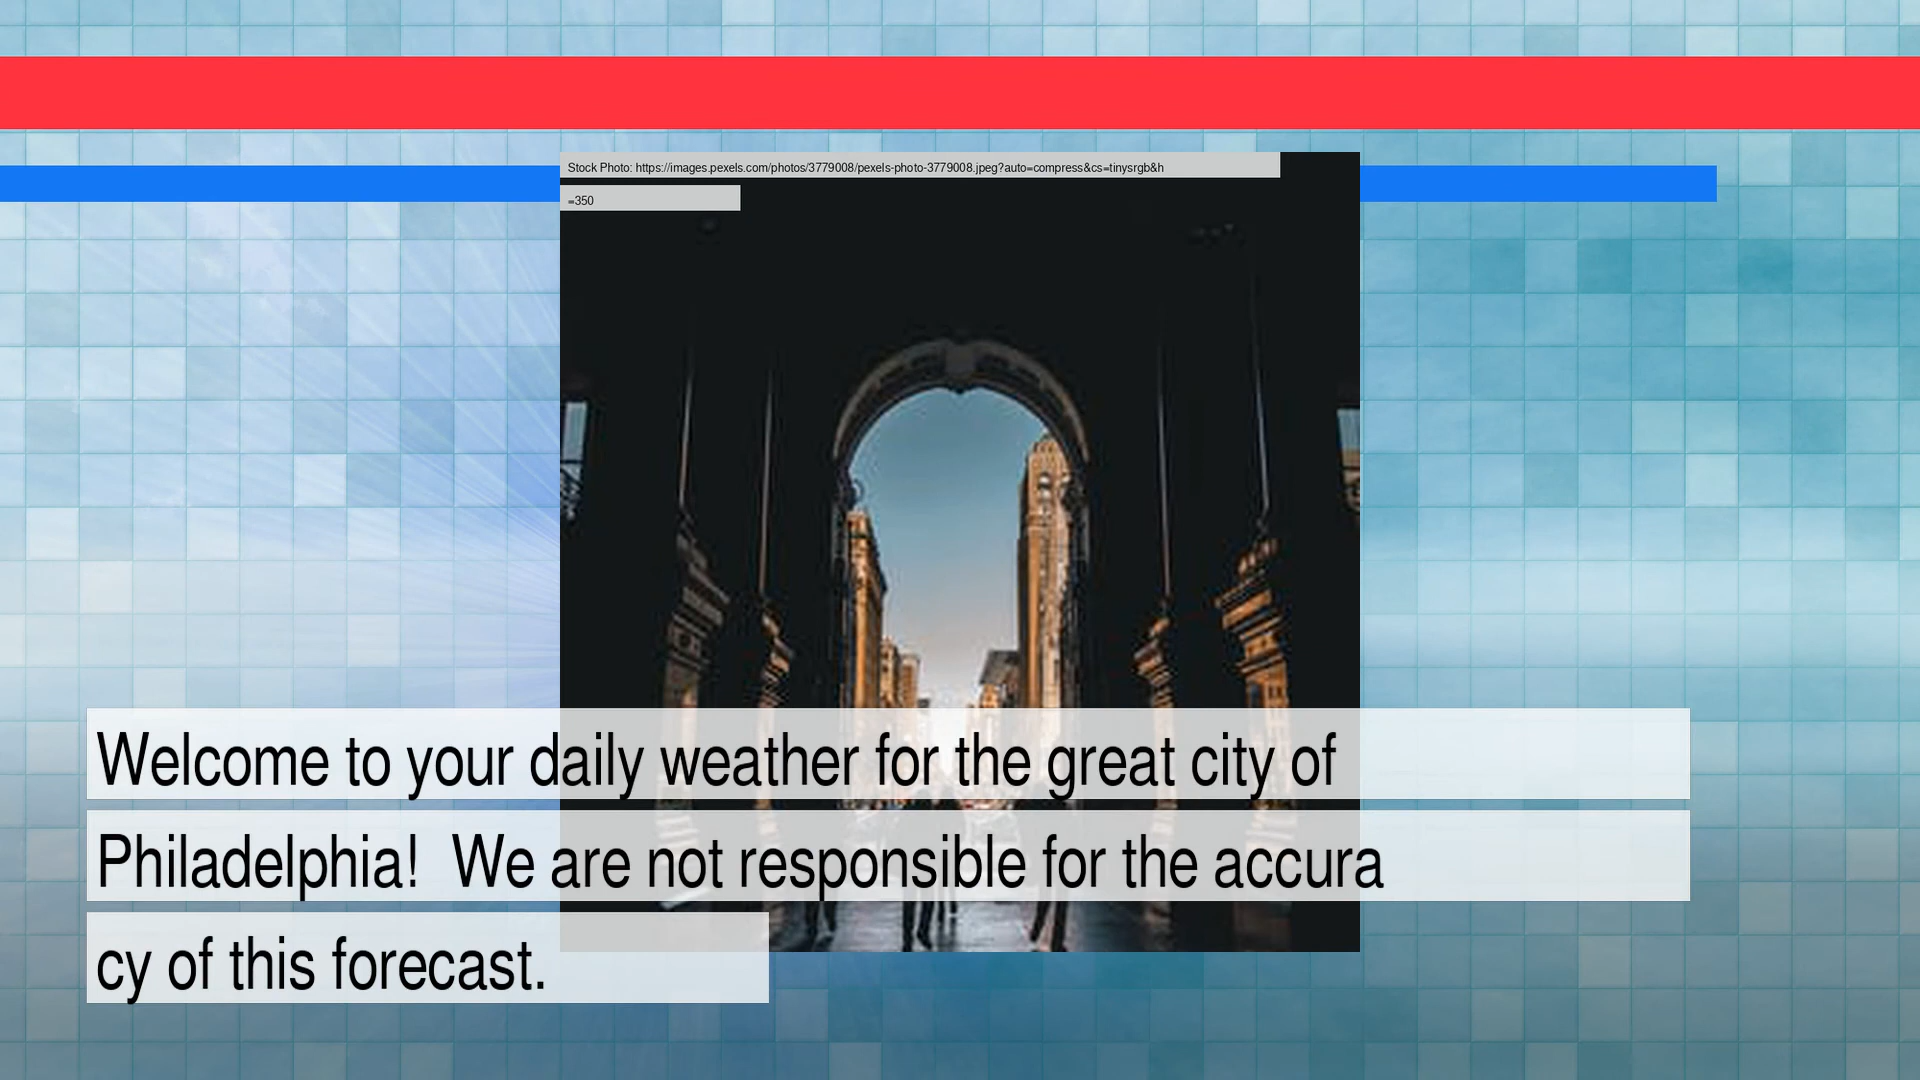 Stock Photo: https://images.pexels.com/photos/3779008/pexels-photo-3779008.jpeg?auto=compress&cs=tinysrgb&h
=350
Welcome to your daily weather for the great city of
Philadelphia!  We are not responsible for the accura
cy of this forecast.